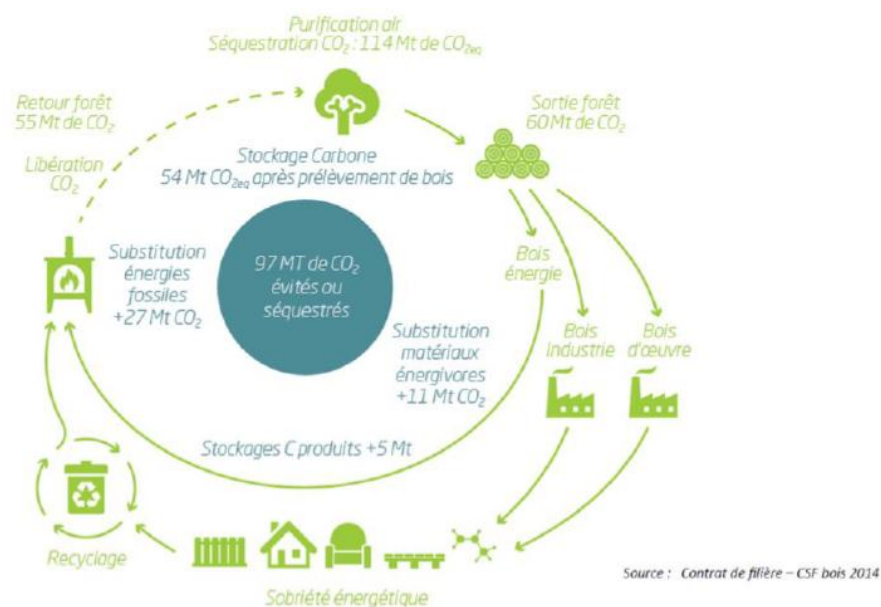 Purification air
Séquestration CO₂ : 114 Mt de CO₂eq
Retour forêt
55 Mt de CO₂
Libération
CO₂
Sortie forêt
60 Mt de CO₂
Stockage Carbone
54 Mt CO₂eq après prélèvement de bois
Substitution
énergies
fossiles
+27 Mt CO₂
97 MT de CO₂
évités ou
séquestrés
Bois
énergie
Substitution
matériaux
énergivores
+11 Mt CO₂
Bois
Industrie
Bois
d'œuvre
Stockages C produits +5 Mt
Recyclage
Sobriété énergétique
Source : Contrat de filière – CSF bois 2014